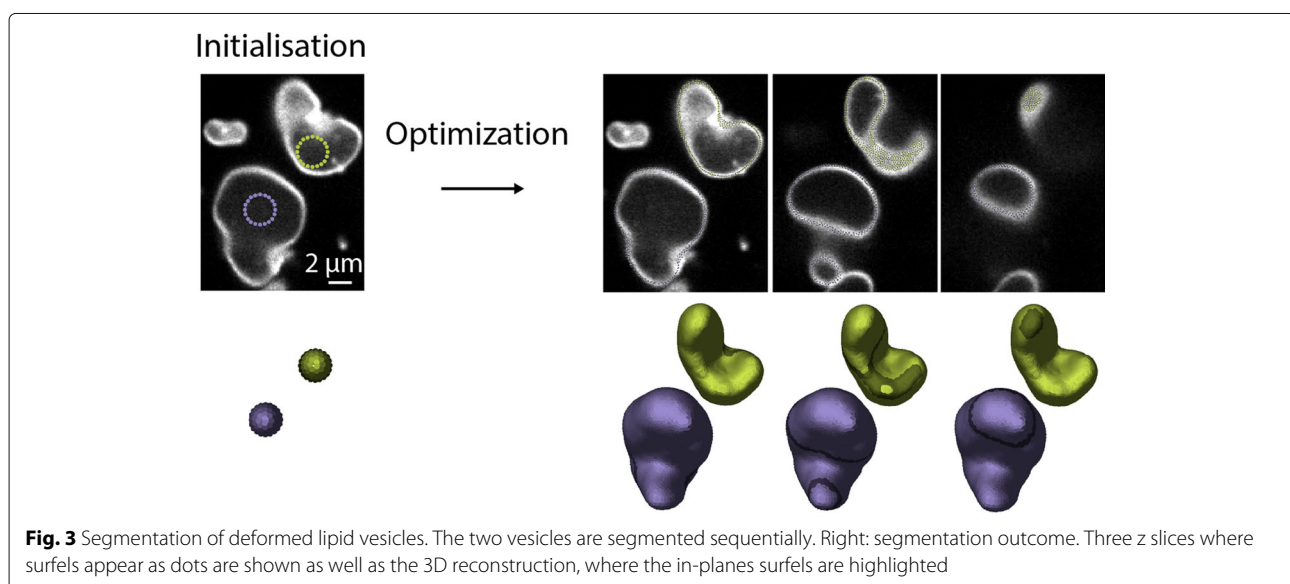 Initialisation
Optimization
2 μm
Fig. 3 Segmentation of deformed lipid vesicles. The two vesicles are segmented sequentially. Right: segmentation outcome. Three z slices where
surfels appear as dots are shown as well as the 3D reconstruction, where the in-planes surfels are highlighted